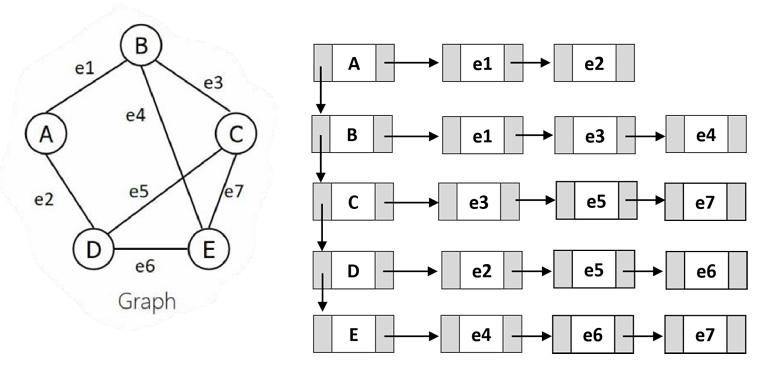 B
e1
e3
e4
A
C
e2
e5
e7
D
E
e6
Graph
A e1 e2
B e1 e3 e4
C e3 e5 e7
D e2 e5 e6
E e4 e6 e7